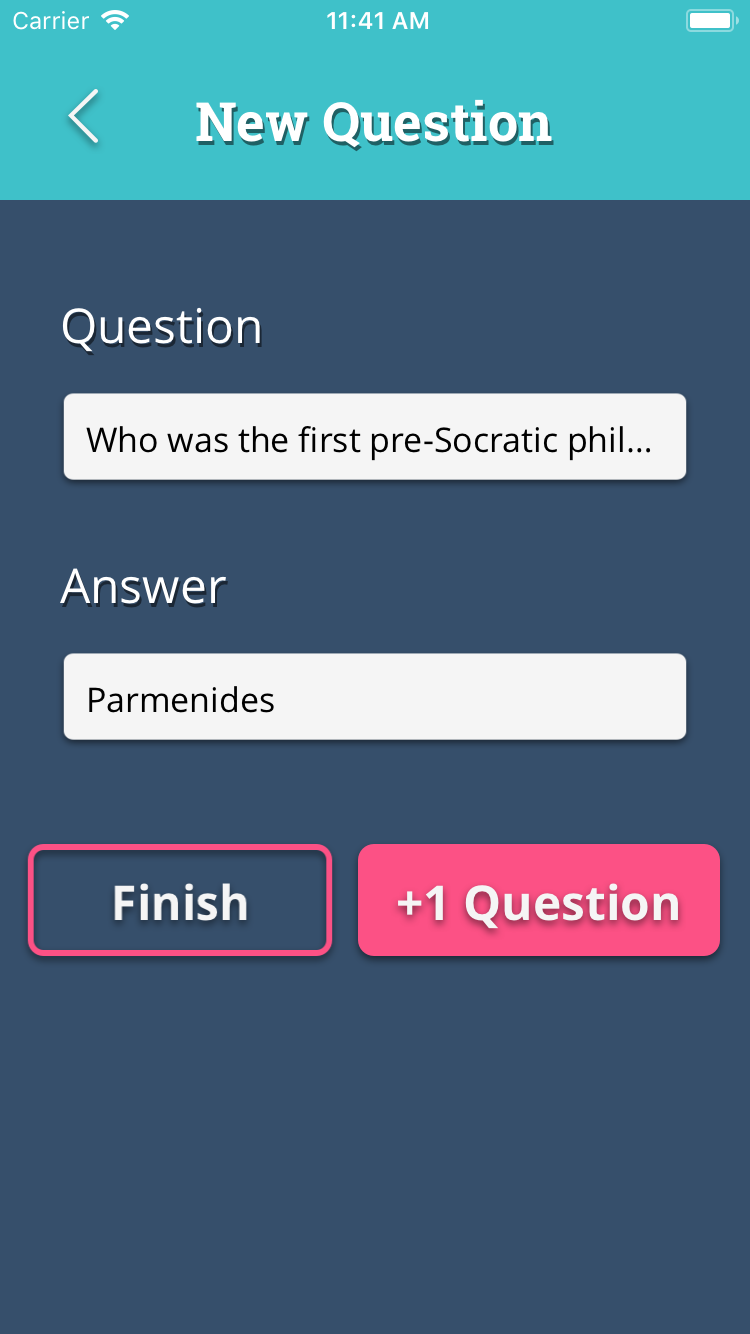 Carrier 11:41 AM
New Question
Question
Who was the first pre-Socratic phil...
Answer
Parmenides
Finish +1 Question